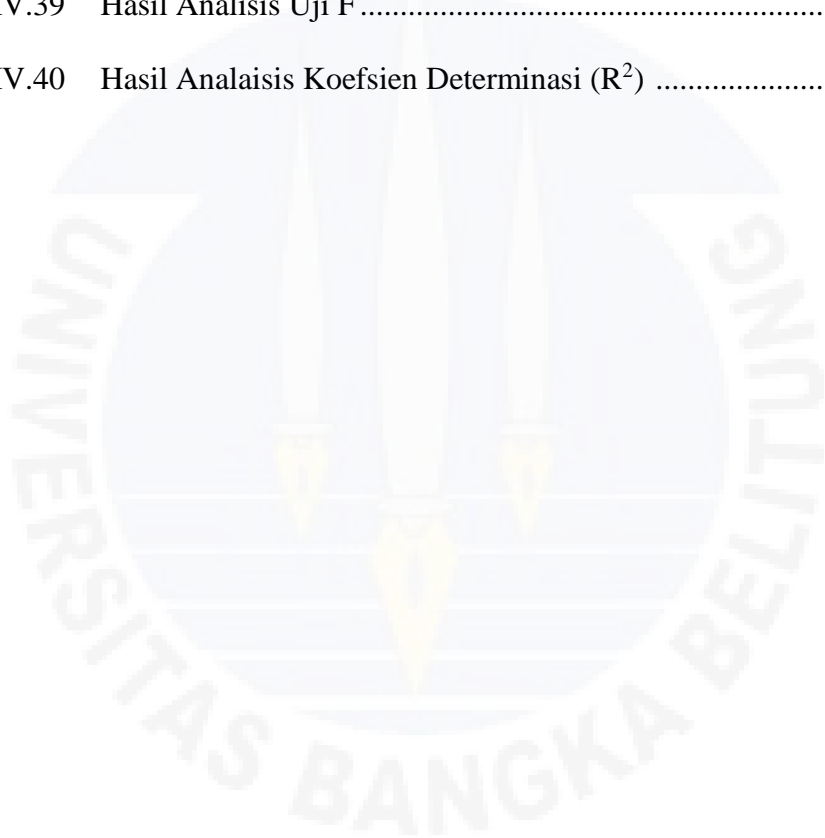 V.39 Hasil Analisis Uji F........................................................................
V.40 Hasil Analaisis Koefsien Determinasi (R²) ......................
UNIVERSITAS BANGKA BELITUNG